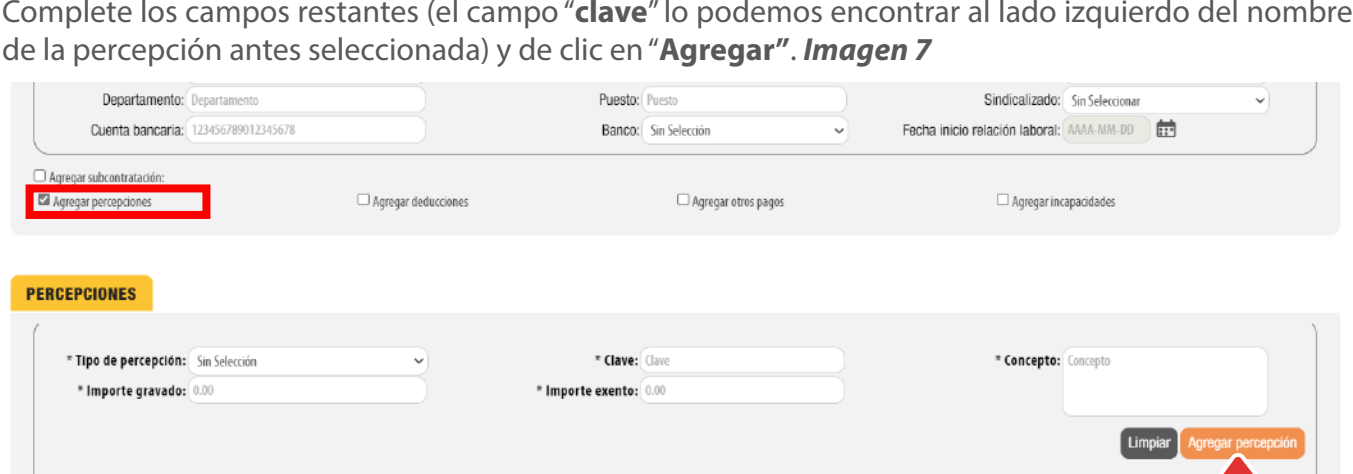 Complete los campos restantes (el campo “clave” lo podemos encontrar al lado izquierdo del nombre
de la percepción antes seleccionada) y de clic en “Agregar”. Imagen 7
Departamento: Departamento Puesto: Puesto Sindicalizado: Sin Seleccionar
Cuenta bancaria: 123456789012345678 Banco: Sin Selección Fecha inicio relación laboral: AAAA-MM-DD
Agregar subcontratación:
Agregar percepciones Agregar deducciones Agregar otros pagos Agregar incapacidades
PERCEPCIONES
* Tipo de percepción: Sin Selección * Clave: Clave * Concepto: Concepto
* Importe gravado: 0.00 * Importe exento: 0.00
Limpiar Agregar percepción